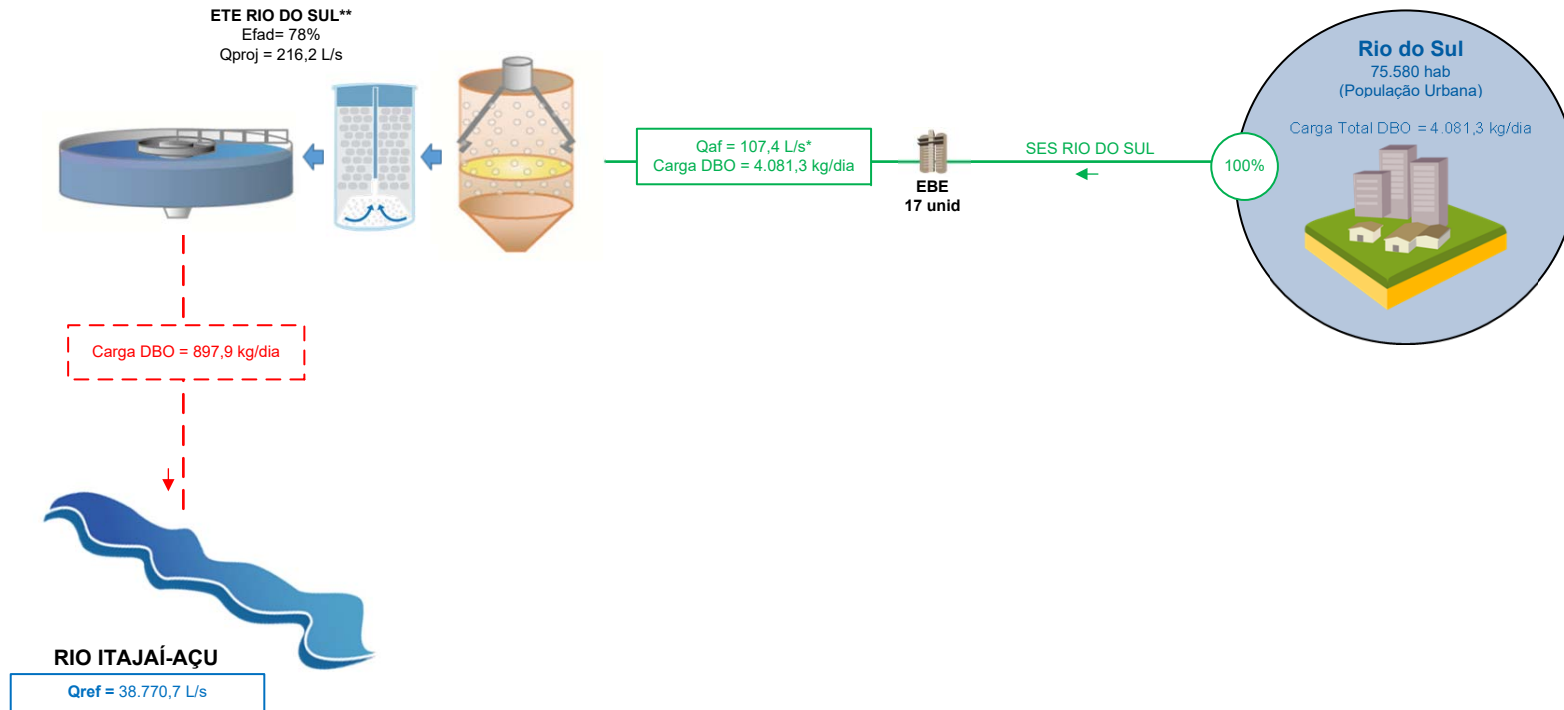 ETE RIO DO SUL**
Efad= 78%
Qproj = 216,2 L/s
Rio do Sul
75.580 hab
(População Urbana)
Carga Total DBO = 4.081,3 kg/dia
Qaf = 107,4 L/s*
Carga DBO = 4.081,3 kg/dia
EBE
17 unid
SES RIO DO SUL
100%
Carga DBO = 897,9 kg/dia
RIO ITAJAÍ-AÇU
Qref = 38.770,7 L/s